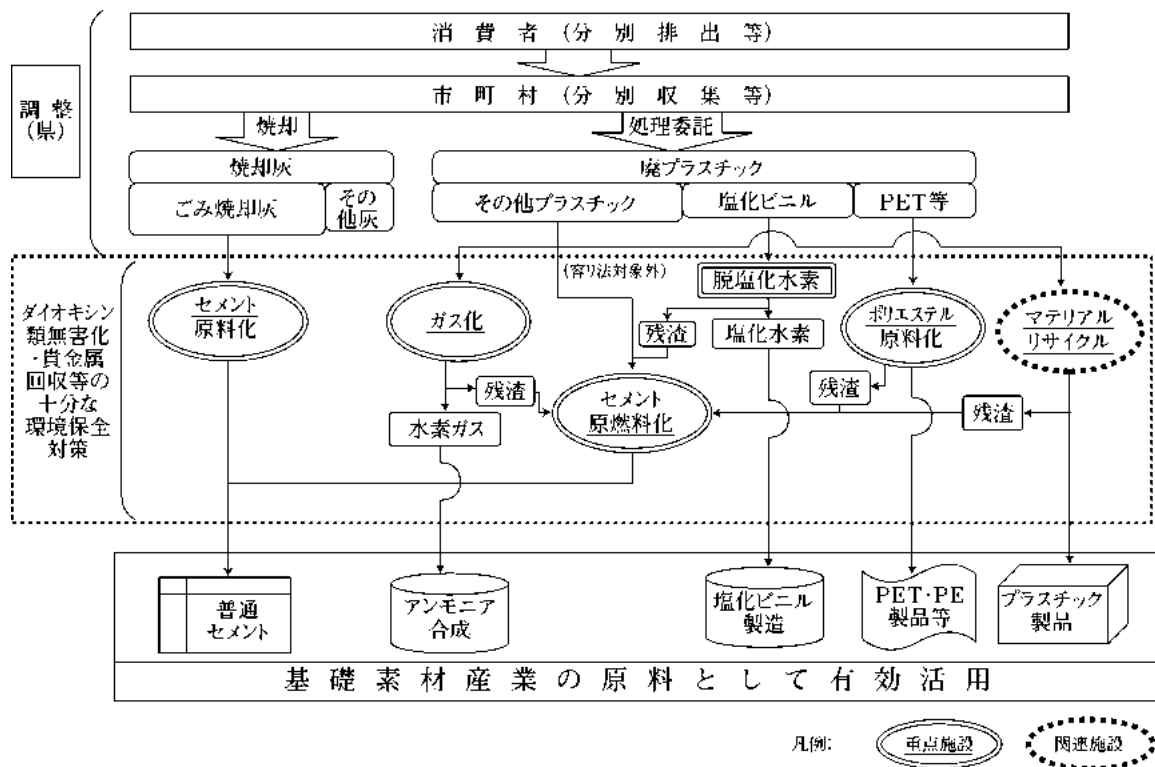 消費者(分別排出等)
市町村(分別収集等)
調整
(県)
焼却
処理委託
焼却灰
廃プラスチック
ごみ焼却灰
その
他灰
その他プラスチック
塩化ビニル
PET等
(容リ法対象外)
脱塩化水素
ダイオキシン
類無害化
・貴金属
回収等の
十分な
環境保全
対策
セメント
原料化
ガス化
残渣
塩化水素
ポリエステル
原料化
マテリアル
リサイクル
残渣
セメント
原燃料化
残渣
残渣
水素ガス
普通
セメント
アンモニア
合成
塩化ビニル
製造
PET・PE
製品等
プラスチック
製品
基礎素材産業の原料として有効活用
凡例:
重点施設
関連施設